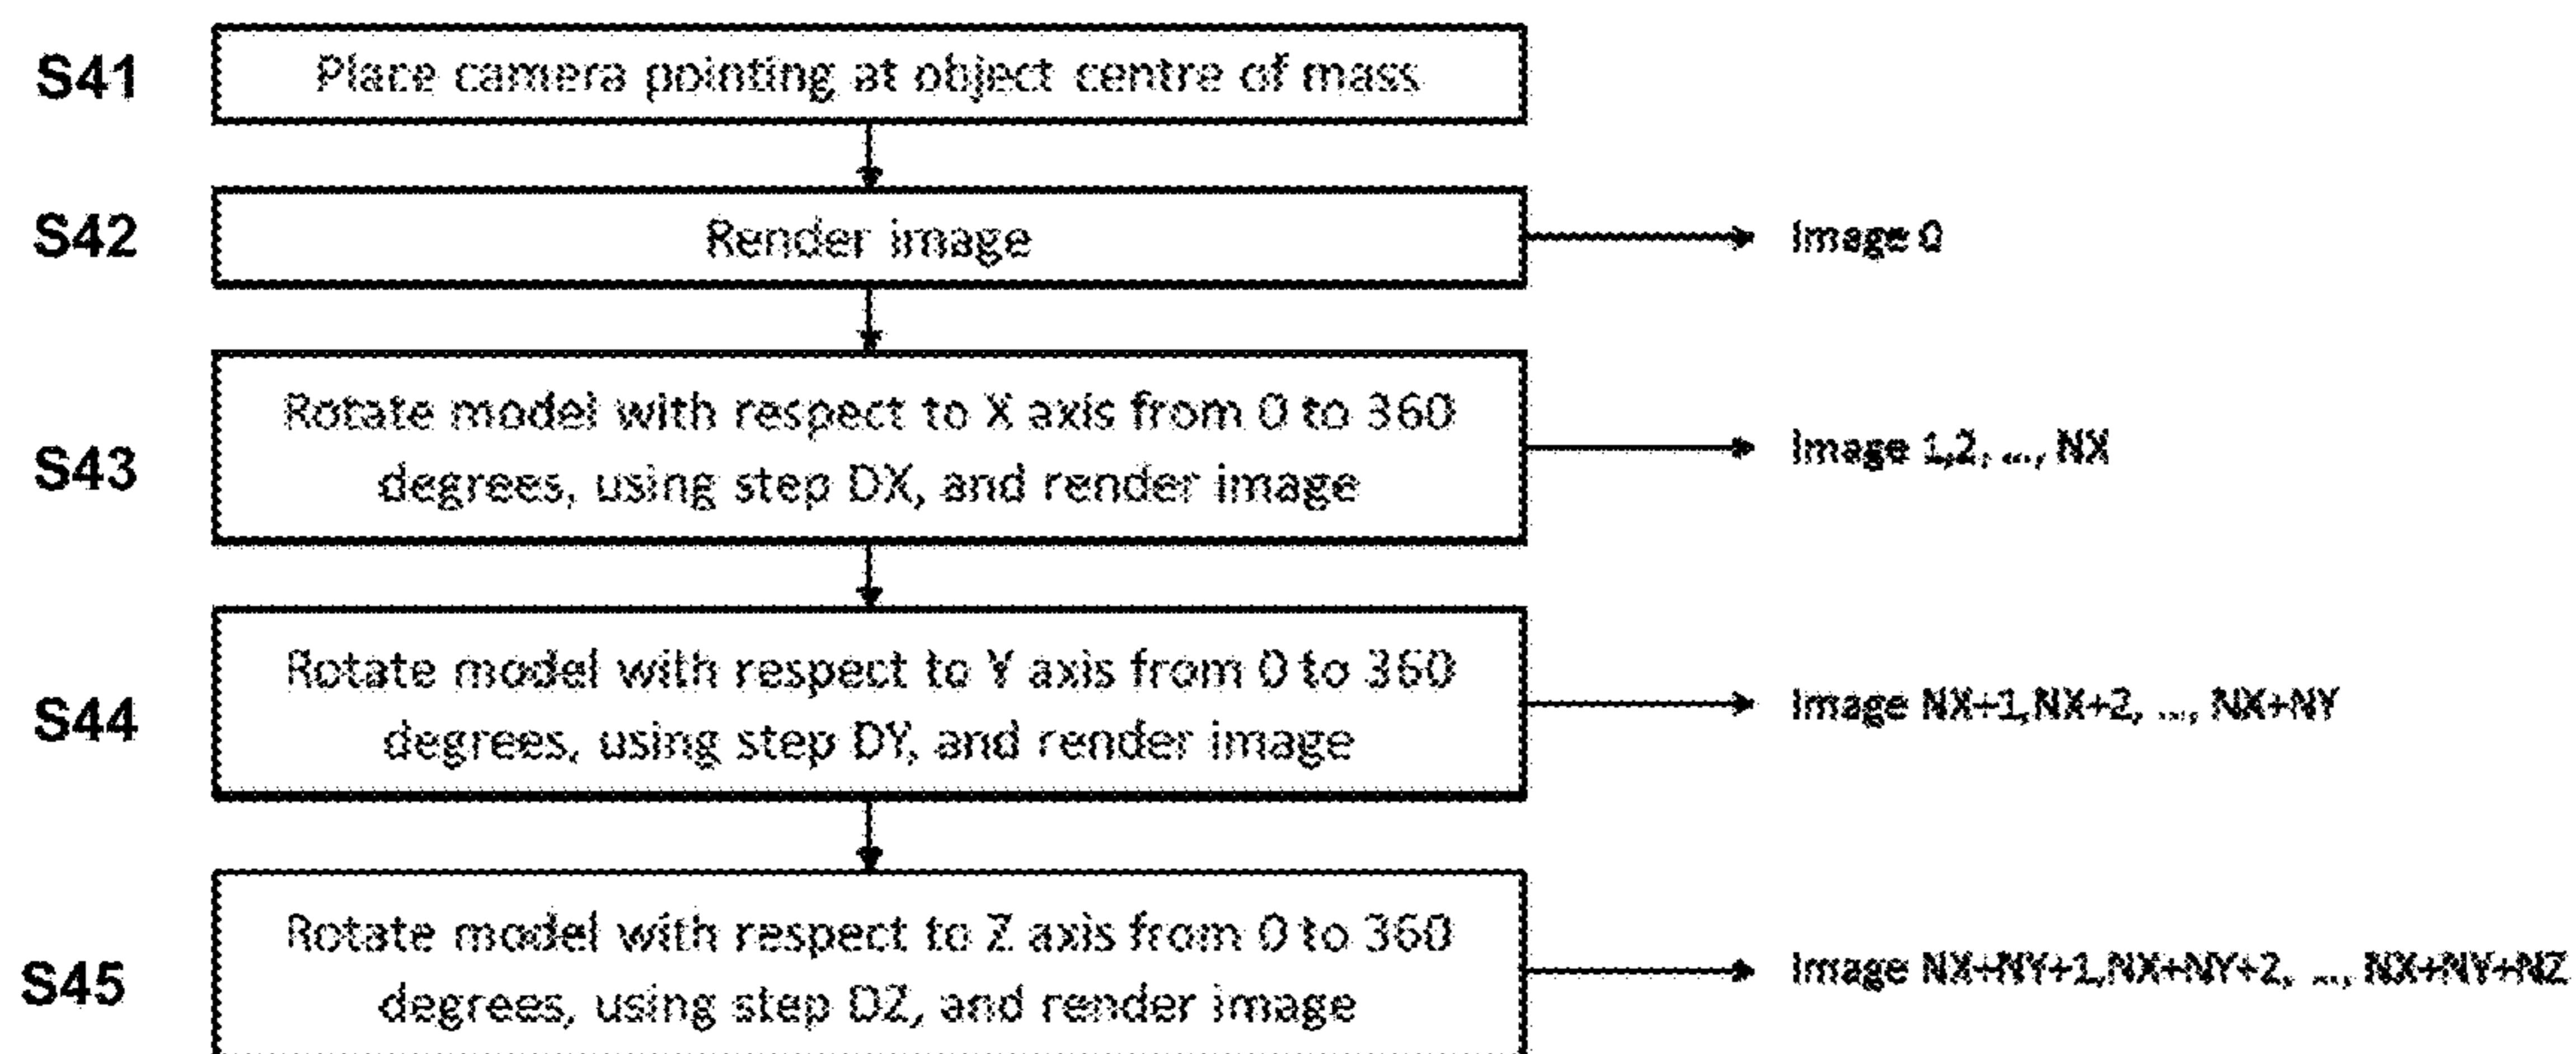 S41
Place camera pointing at object centre of mass
S42
Render image
Image 0
S43
Rotate model with respect to X axis from 0 to 360
degrees, using step DX, and render image
Image 1,2, ..., NX
S44
Rotate model with respect to Y axis from 0 to 360
degrees, using step DY, and render image
Image NX+1,NX+2, ..., NX+NY
S45
Rotate model with respect to Z axis from 0 to 360
degrees, using step DZ, and render image
Image NX+NY+1,NX+NY+2, ..., NX+NY+NZ